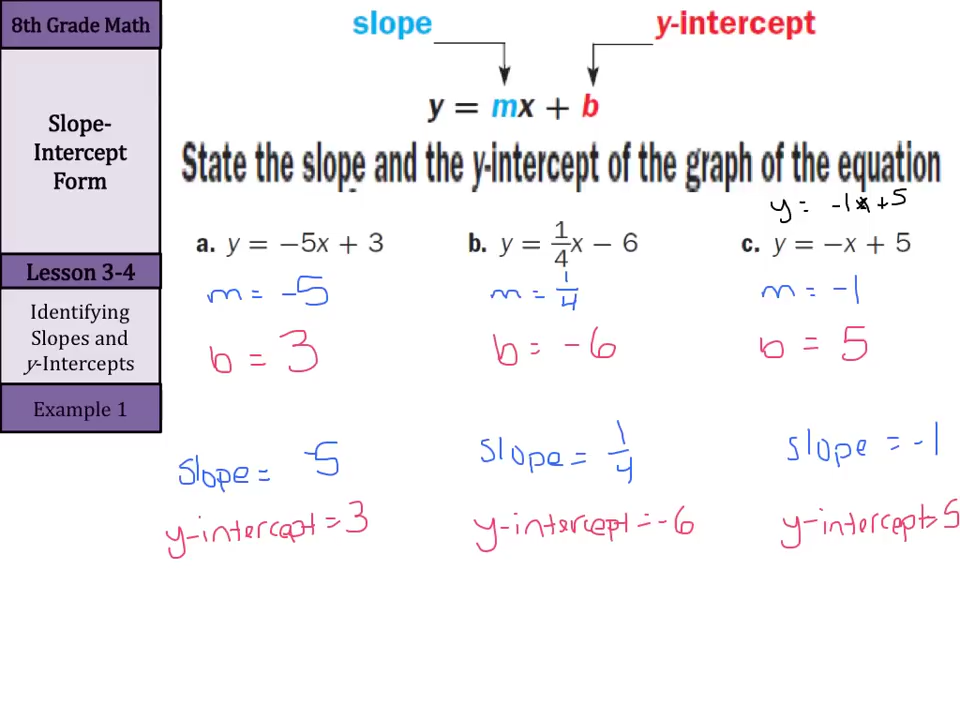 8th Grade Math
Slope-
Intercept
Form
Lesson 3-4
Identifying
Slopes and
y-Intercepts
Example 1
slope y-intercept
y = mx + b
State the slope and the y-intercept of the graph of the equation
y = -1x +5
a. y = −5x + 3 b. y = 1/4x − 6 c. y = −x + 5
m = -5 m = 1/4 m = -1
b = 3 b = -6 b = 5
slope = -5 slope = 1/4 slope = -1
y-intercept = 3 y-intercept = -6 y-intercept = 5